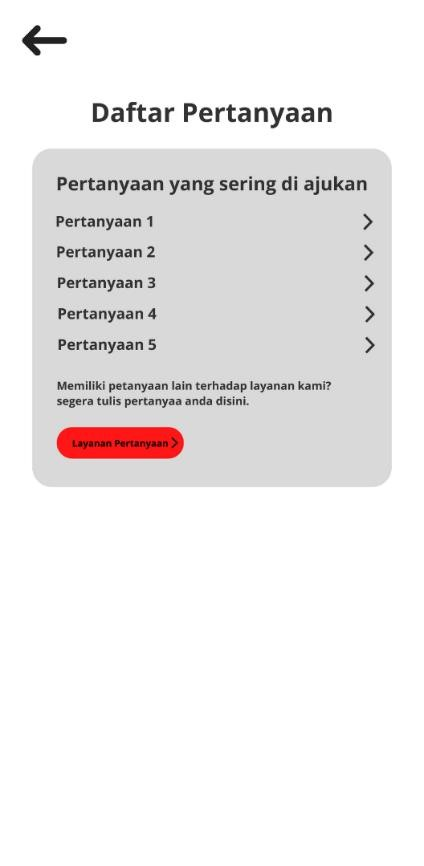 Daftar Pertanyaan
Pertanyaan yang sering di ajukan
Pertanyaan 1
Pertanyaan 2
Pertanyaan 3
Pertanyaan 4
Pertanyaan 5
Memiliki petanyaan lain terhadap layanan kami?
segera tulis pertanyaa anda disini.
Layanan Pertanyaan